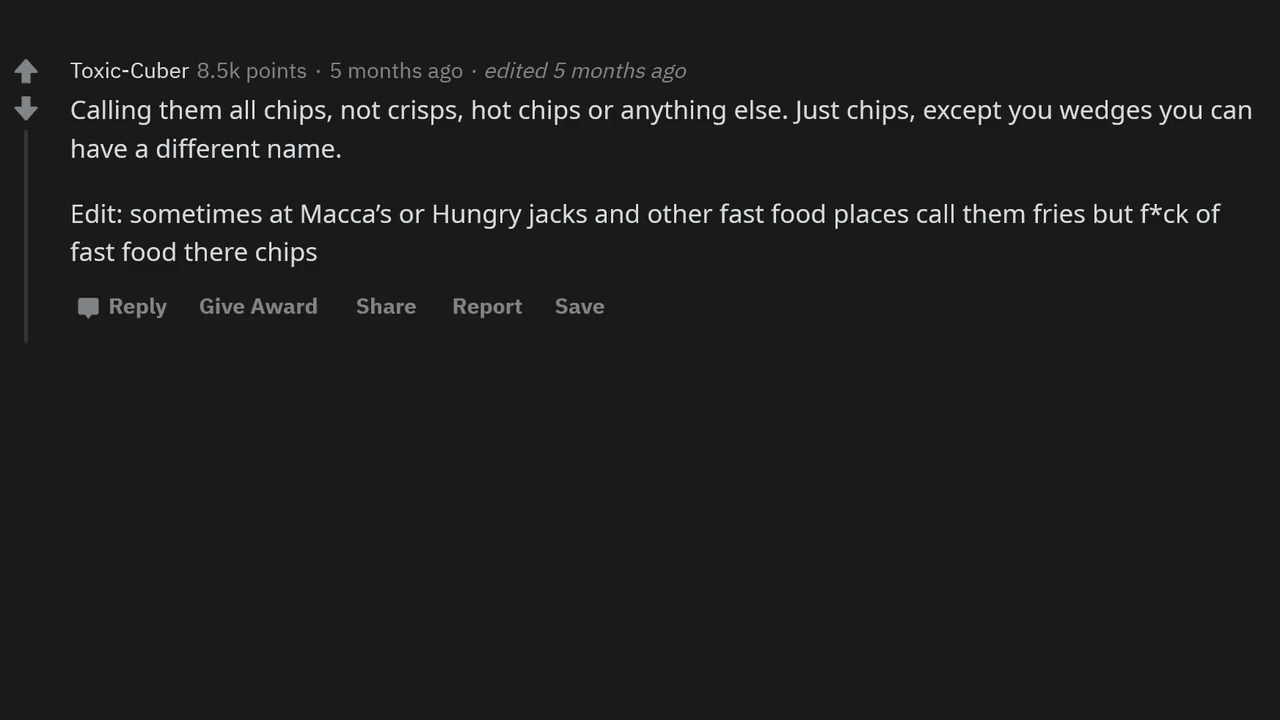 Toxic-Cuber 8.5k points · 5 months ago · edited 5 months ago
Calling them all chips, not crisps, hot chips or anything else. Just chips, except you wedges you can
have a different name.
Edit: sometimes at Macca’s or Hungry jacks and other fast food places call them fries but f*ck of
fast food there chips
Reply Give Award Share Report Save